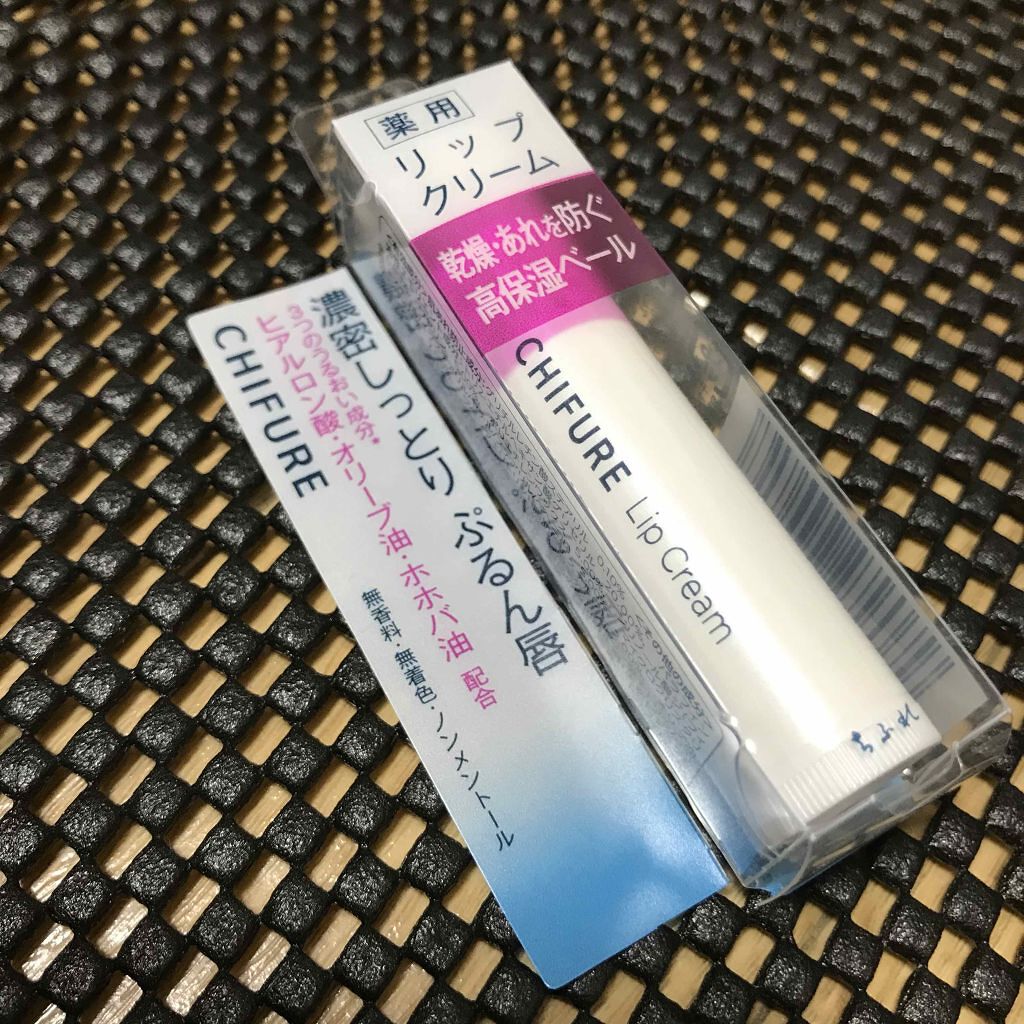 薬用
リップ
クリーム
乾燥・あれを防ぐ
高保湿ベール
CHIFURE Lip Cream
ちふれ
濃密しっとり ぷるん唇
3つのうるおい成分*
ヒアルロン酸・オリーブ油・ホホバ油 配合
CHIFURE
無香料・無着色・ノンメントール